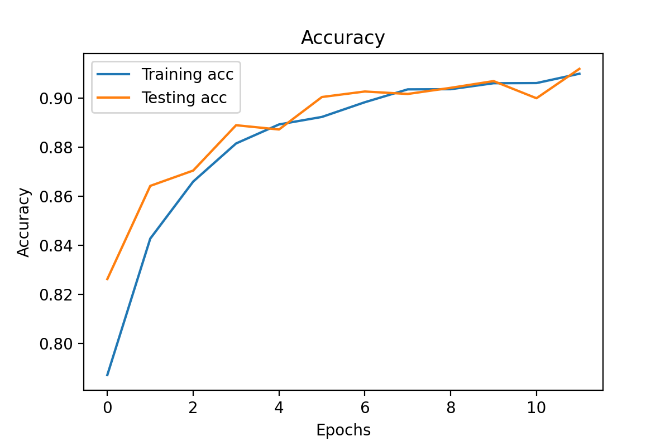 Accuracy
Training acc
Testing acc
Accuracy
0.90
0.88
0.86
0.84
0.82
0.80
0 2 4 6 8 10
Epochs